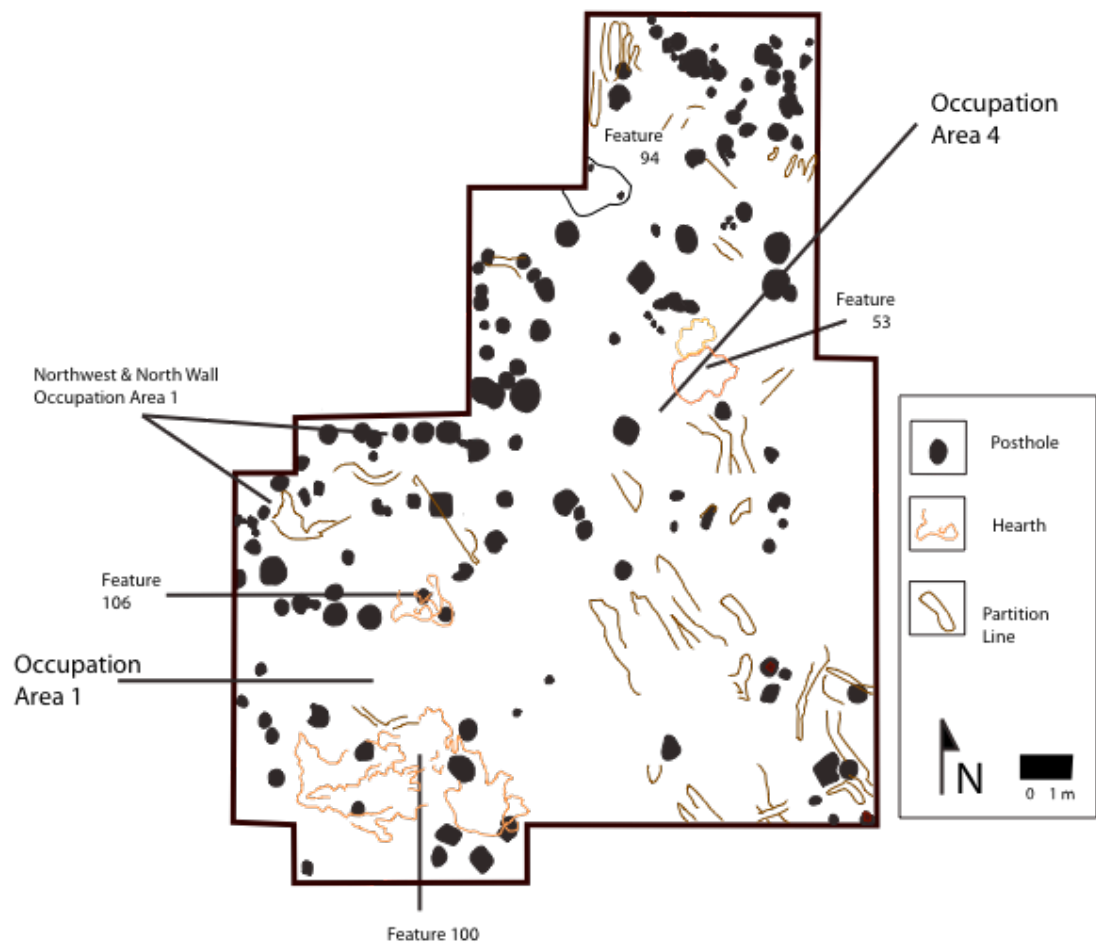 Occupation
Area 4
Feature
94
Feature
53
Northwest & North Wall
Occupation Area 1
Feature
106
Occupation
Area 1
Feature 100
Posthole
Hearth
Partition
Line
N
0 1 m